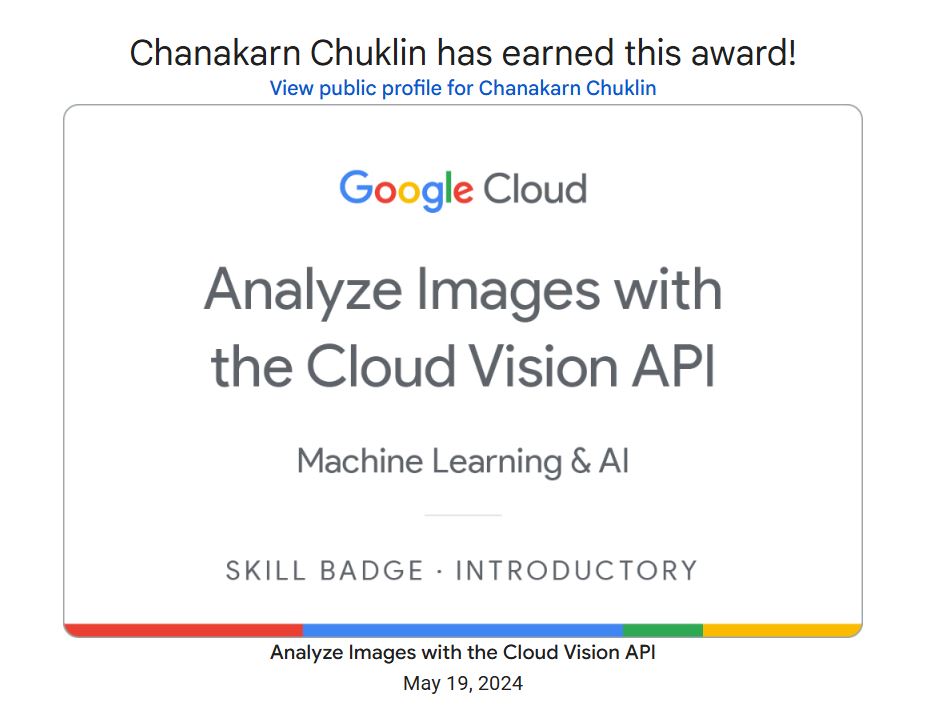 Chanakarn Chuklin has earned this award!
View public profile for Chanakarn Chuklin
Google Cloud
Analyze Images with
the Cloud Vision API
Machine Learning & AI
SKILL BADGE · INTRODUCTORY
Analyze Images with the Cloud Vision API
May 19, 2024